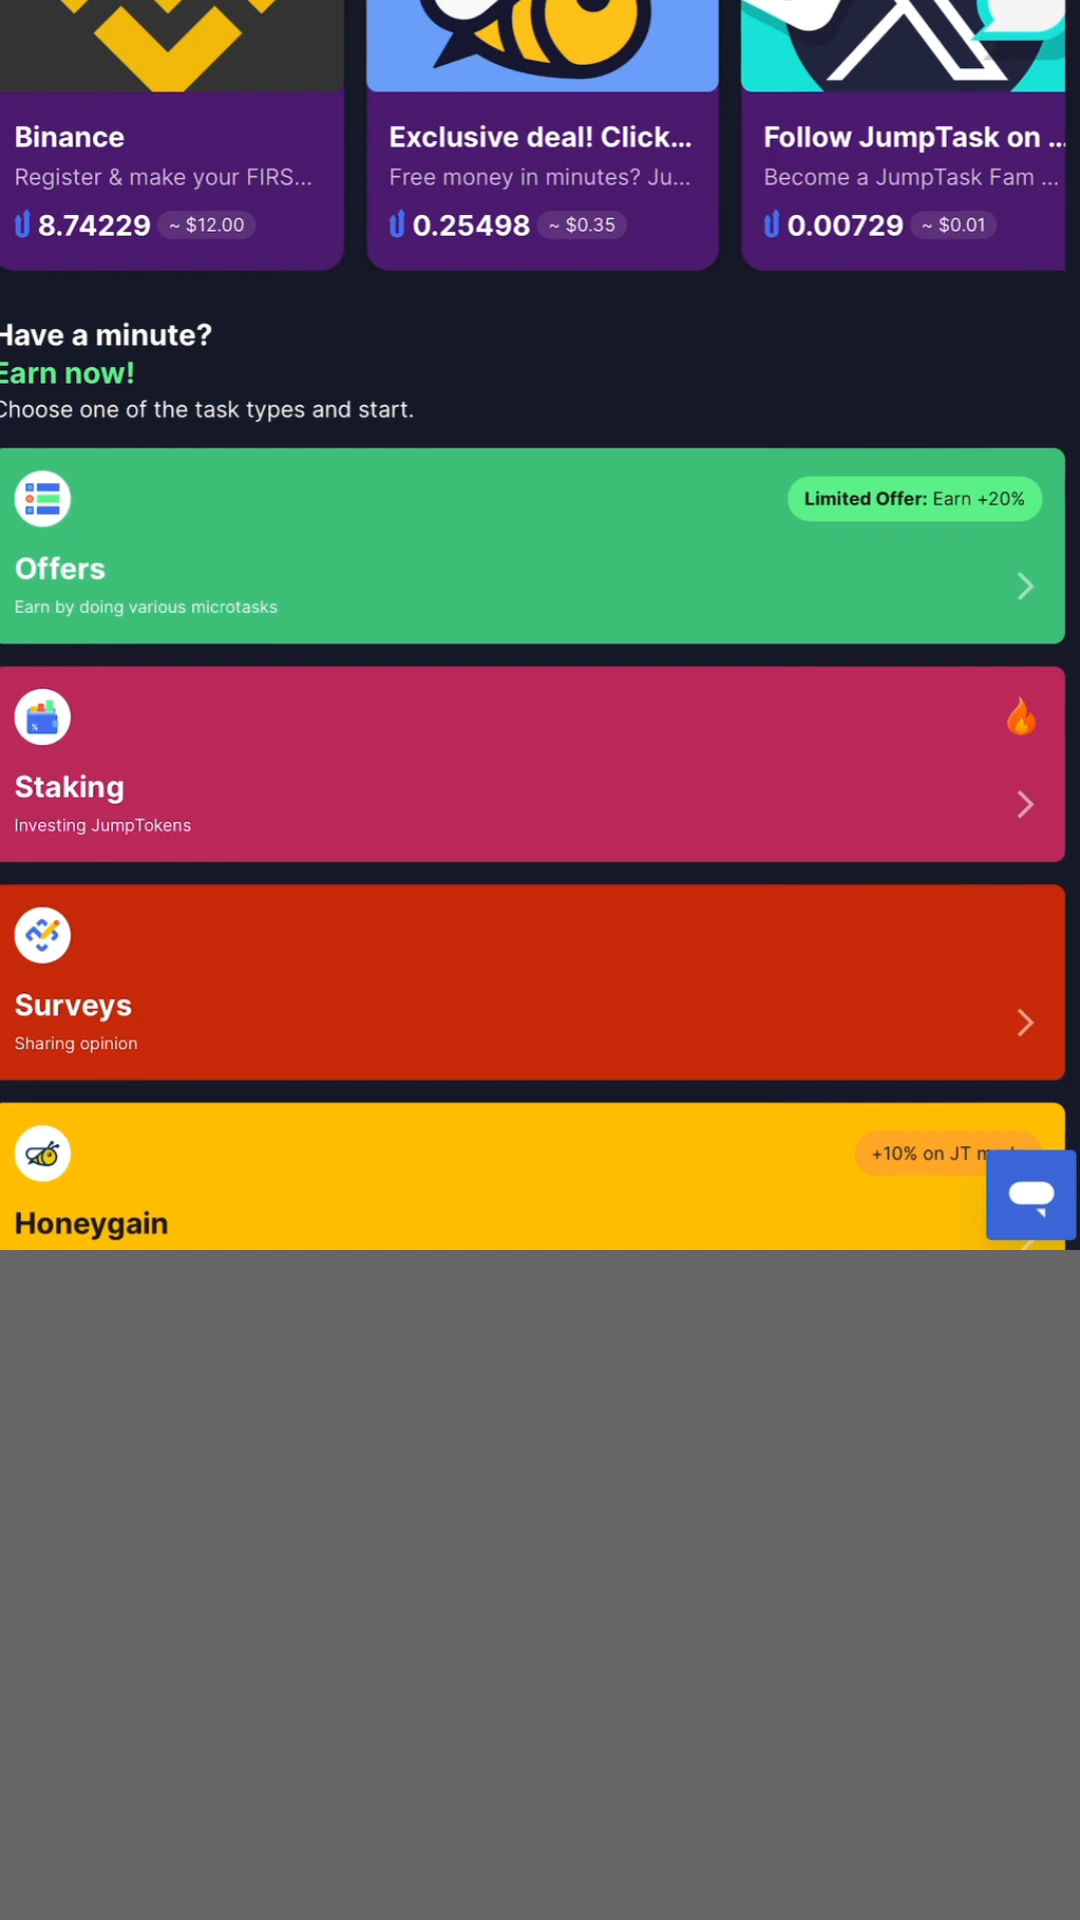 Binance
Register & make your FIRS...
8.74229 ~ $12.00
Exclusive deal! Click...
Free money in minutes? Ju...
0.25498 ~ $0.35
Follow JumpTask on ...
Become a JumpTask Fam ...
0.00729 ~ $0.01
Have a minute?
Earn now!
Choose one of the task types and start.
Limited Offer: Earn +20%
Offers
Earn by doing various microtasks
Staking
Investing JumpTokens
Surveys
Sharing opinion
+10% on JT
Honeygain